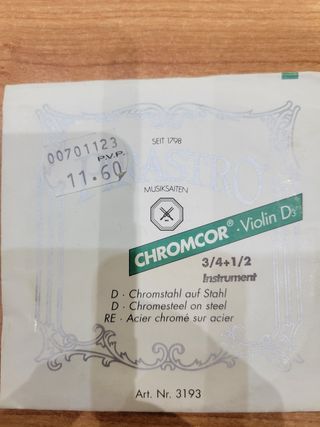 SEIT 1798
00701123
P.V.P.
11.60
PIRASTRO
MUSIKSAITEN
CHROMCOR® · Violin D
3/4+1/2
Instrument
D · Chromstahl auf Stahl
D · Chromesteel on steel
RE · Acier chromé sur acier
Art. Nr. 3193